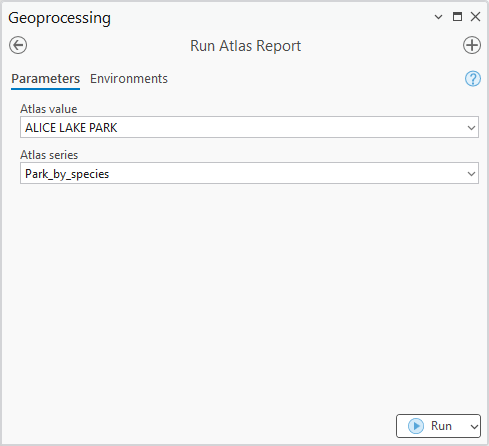 Geoprocessing
Run Atlas Report
Parameters Environments
?
Atlas value
ALICE LAKE PARK
Atlas series
Park_by_species
Run